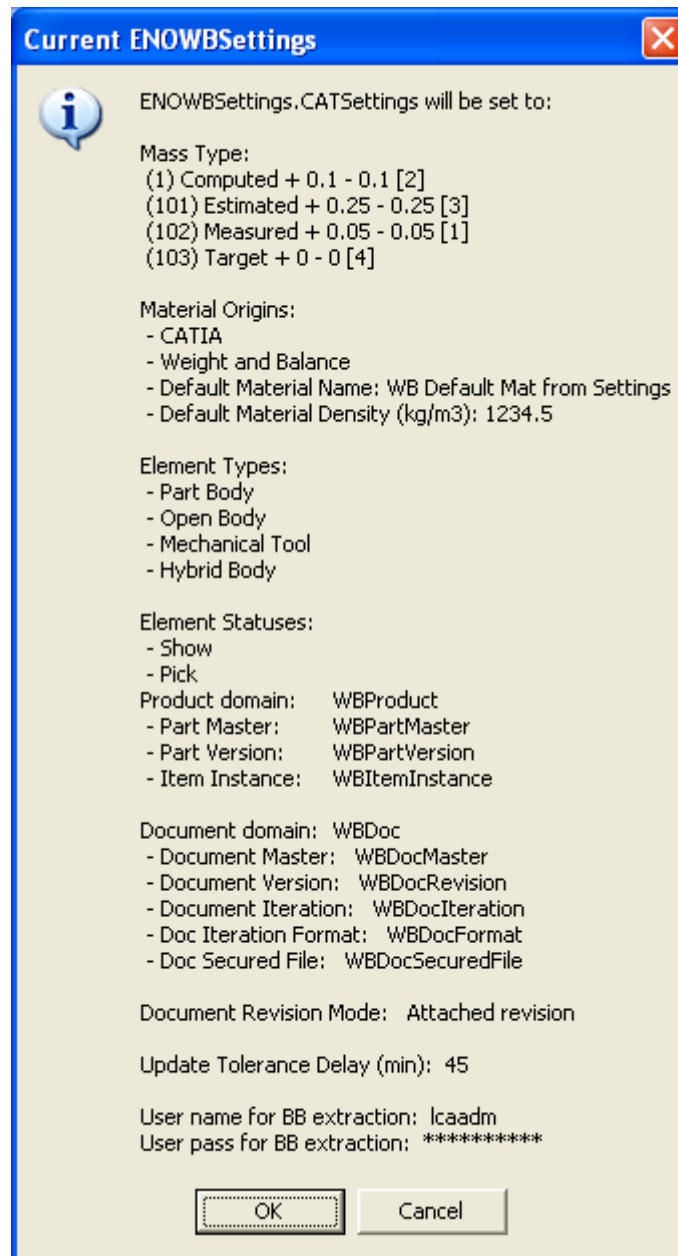 Current ENOWBSettings
ENOWBSettings.CATSettings will be set to:
Mass Type:
(1) Computed + 0.1 - 0.1 [2]
(101) Estimated + 0.25 - 0.25 [3]
(102) Measured + 0.05 - 0.05 [1]
(103) Target + 0 - 0 [4]
Material Origins:
- CATIA
- Weight and Balance
- Default Material Name: WB Default Mat from Settings
- Default Material Density (kg/m3): 1234.5
Element Types:
- Part Body
- Open Body
- Mechanical Tool
- Hybrid Body
Element Statuses:
- Show
- Pick
Product domain: WBProduct
- Part Master: WBPartMaster
- Part Version: WBPartVersion
- Item Instance: WBItemInstance
Document domain: WBDoc
- Document Master: WBDocMaster
- Document Version: WBDocRevision
- Document Iteration: WBDocIteration
- Doc Iteration Format: WBDocFormat
- Doc Secured File: WBDocSecuredFile
Document Revision Mode: Attached revision
Update Tolerance Delay (min): 45
User name for BB extraction: lcaadm
User pass for BB extraction: **********
OK Cancel